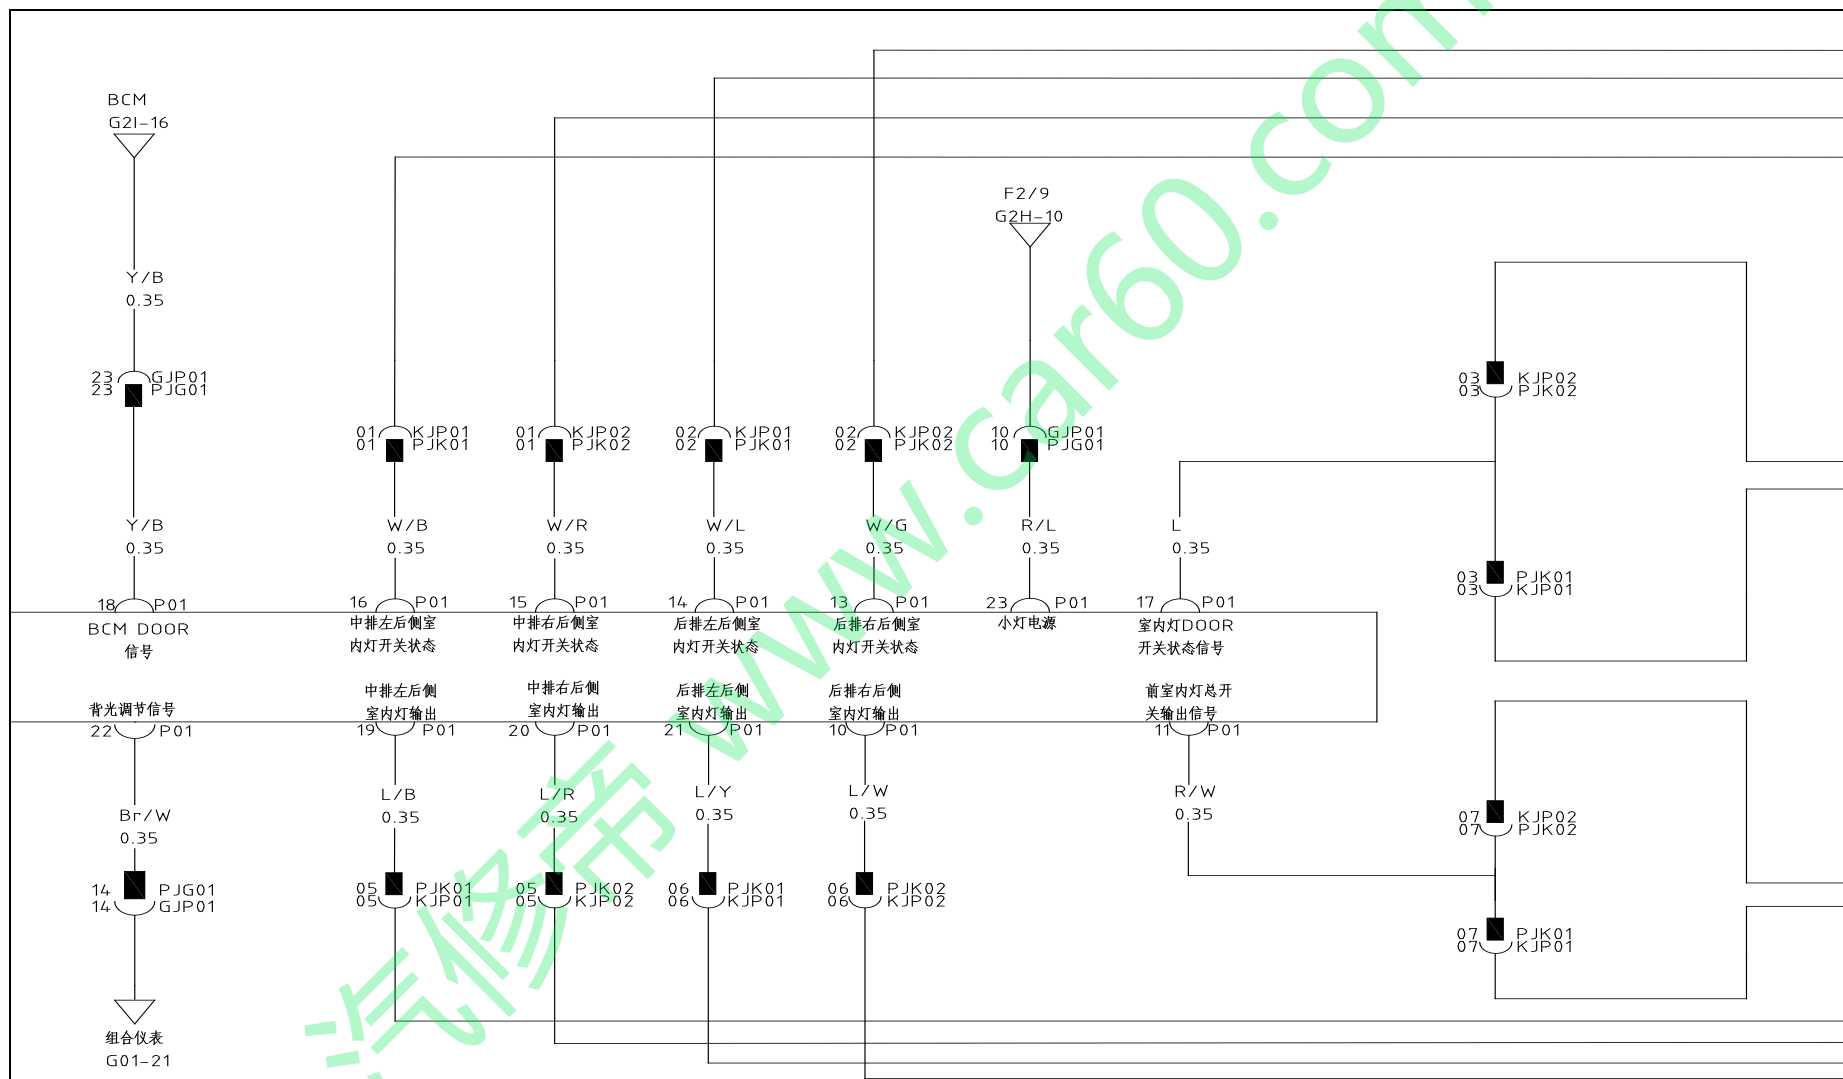 BCM
G2I-16
F2/9
G2H-10
Y/B
0.35
23 GJP01
23 PJG01
03 KJP02
03 PJK02
01 KJP01
01 PJK01
01 KJP02
01 PJK02
02 KJP01
02 PJK01
02 KJP02
02 PJK02
10 GJP01
10 PJG01
Y/B
0.35
W/B
0.35
W/R
0.35
W/L
0.35
W/G
0.35
R/L
0.35
L
0.35
03 PJK01
03 KJP01
18 P01
16 P01
15 P01
14 P01
13 P01
23 P01
17 P01
BCM DOOR
信号
中排左后侧室
内灯开关状态
中排右后侧室
内灯开关状态
后排左后侧室
内灯开关状态
后排右后侧室
内灯开关状态
小灯电源
室内灯DOOR
开关状态信号
背光调节信号
中排左后侧
室内灯输出
中排右后侧
室内灯输出
后排左后侧
室内灯输出
后排右后侧
室内灯输出
前室内灯总开
关输出信号
22 P01
19 P01
20 P01
21 P01
10 P01
11 P01
Br/W
0.35
L/B
0.35
L/R
0.35
L/Y
0.35
L/W
0.35
R/W
0.35
07 KJP02
07 PJK02
14 PJG01
14 GJP01
05 PJK01
05 KJP01
05 PJK02
05 KJP02
06 PJK01
06 KJP01
06 PJK02
06 KJP02
07 PJK01
07 KJP01
组合仪表
G01-21
汽修帝 www.car60.com